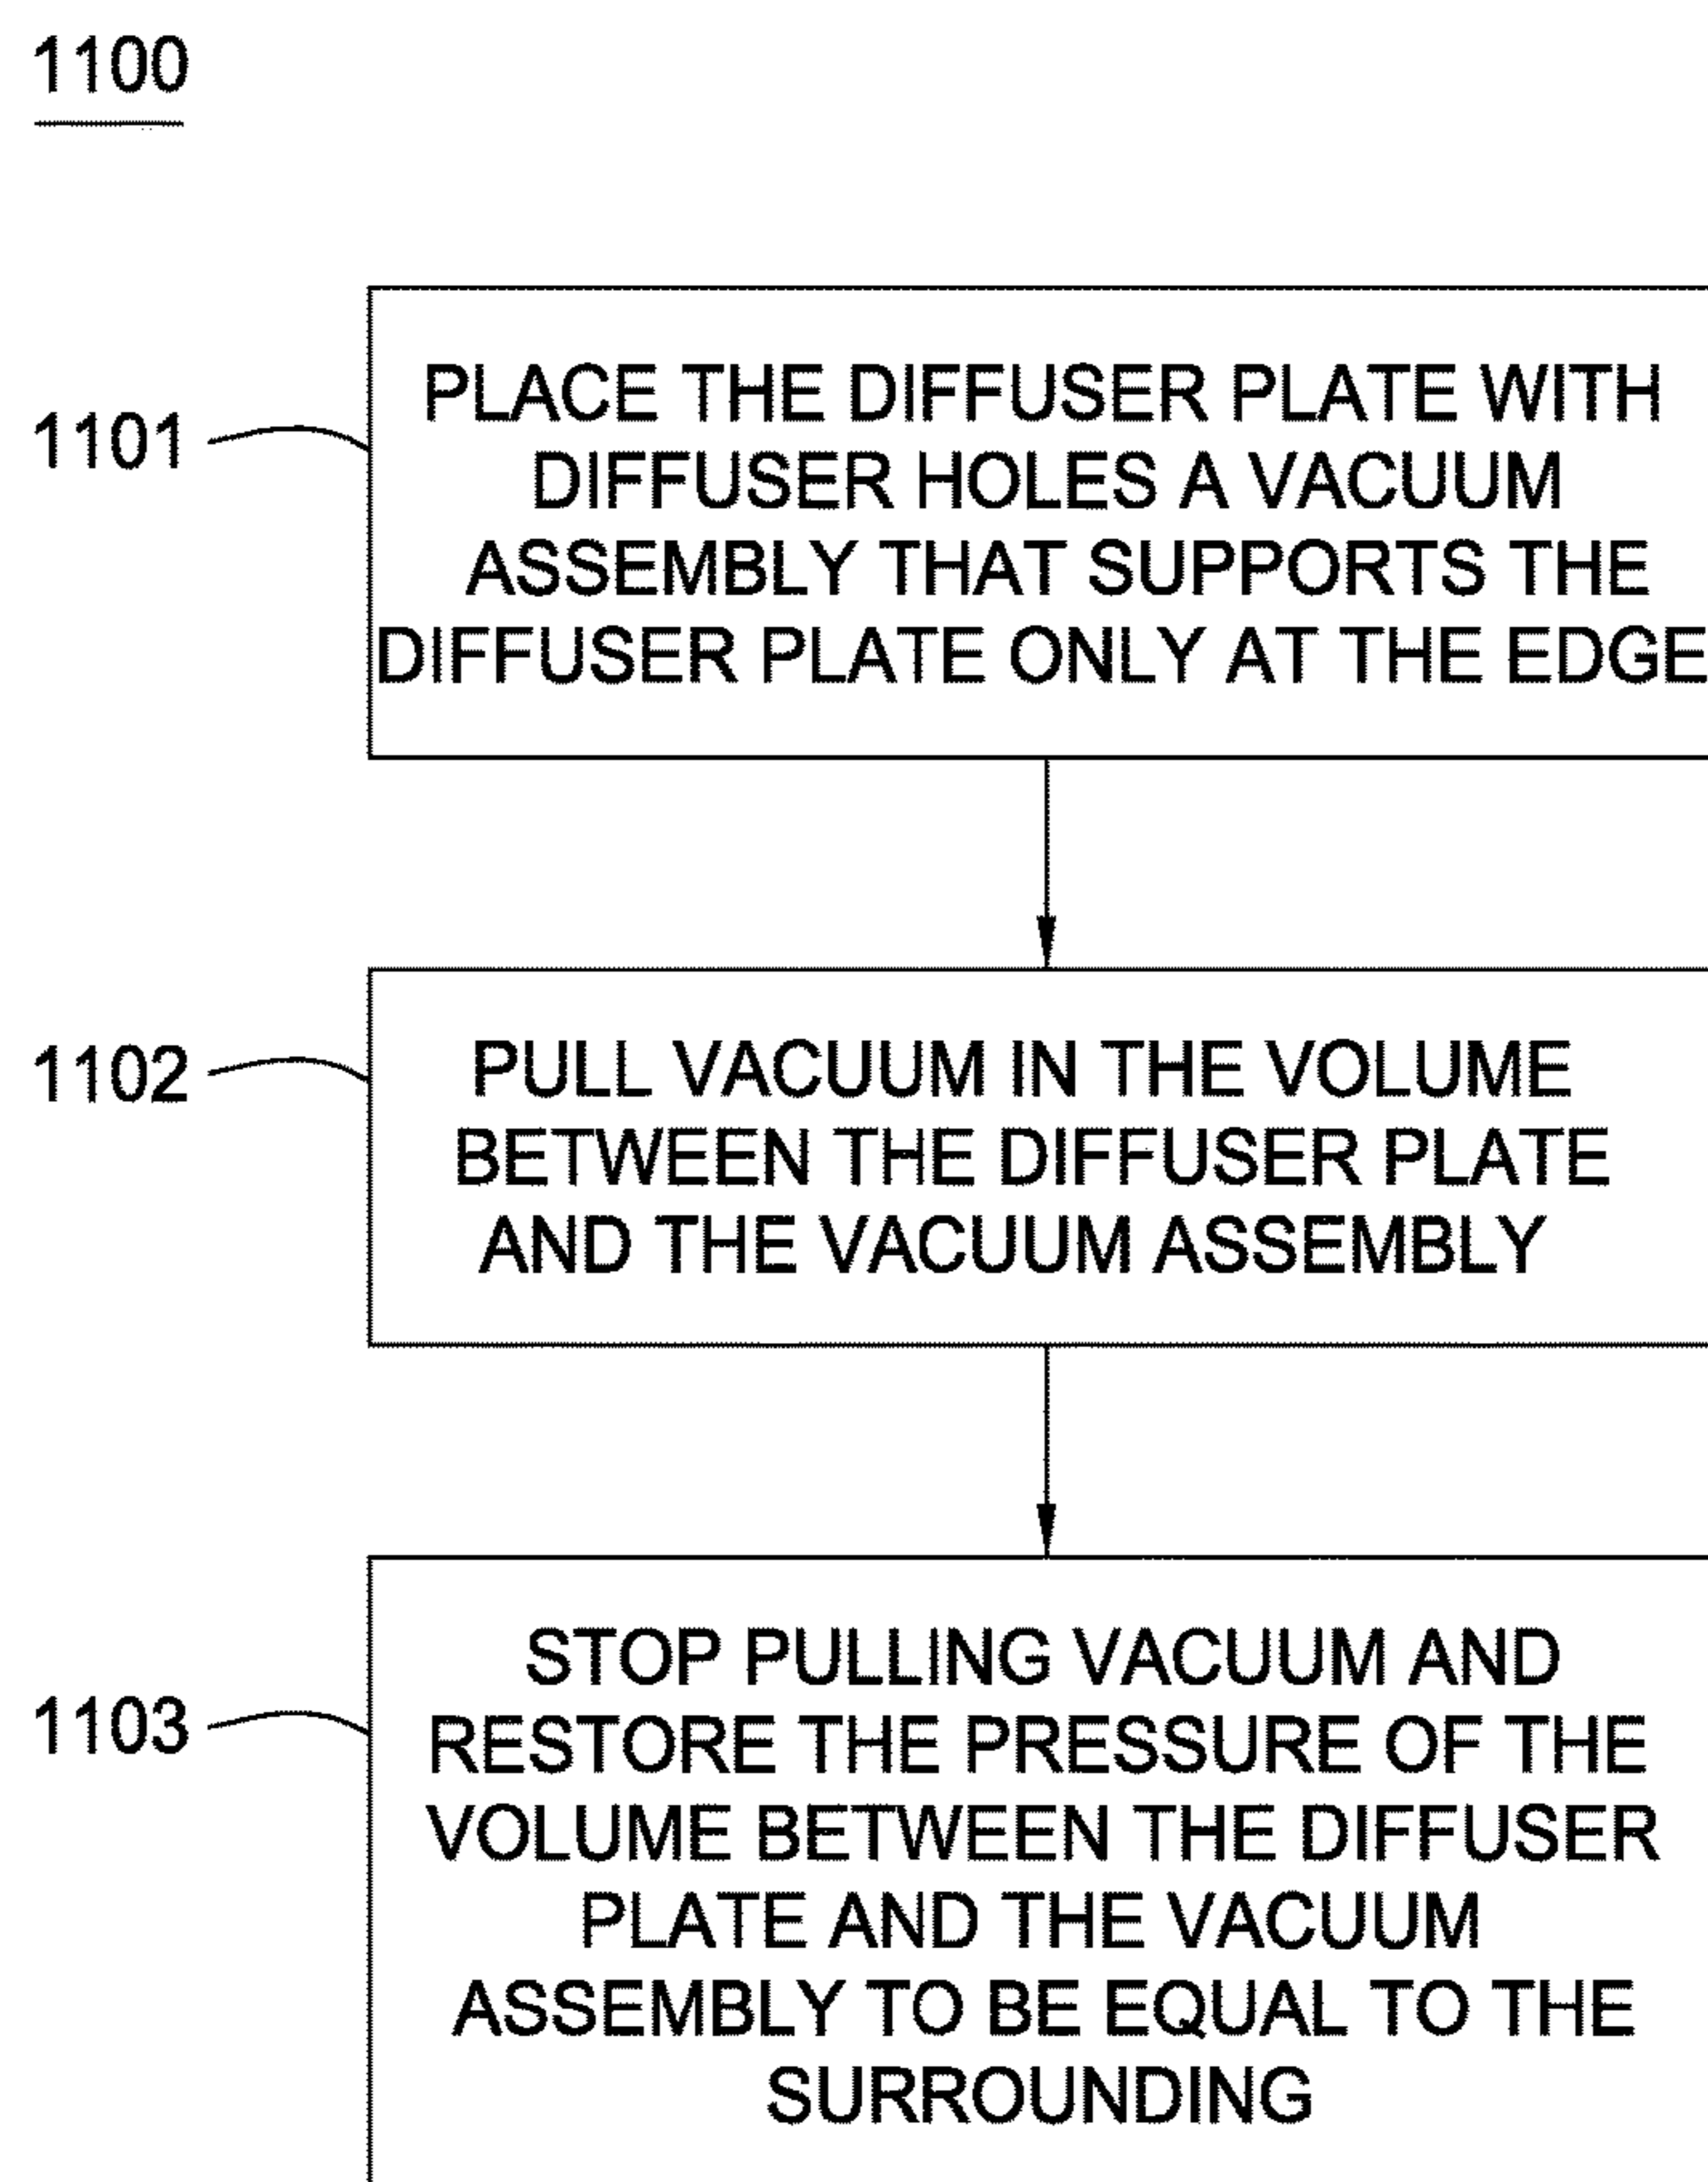 1100
1101
PLACE THE DIFFUSER PLATE WITH
DIFFUSER HOLES A VACUUM
ASSEMBLY THAT SUPPORTS THE
DIFFUSER PLATE ONLY AT THE EDGE
1102
PULL VACUUM IN THE VOLUME
BETWEEN THE DIFFUSER PLATE
AND THE VACUUM ASSEMBLY
1103
STOP PULLING VACUUM AND
RESTORE THE PRESSURE OF THE
VOLUME BETWEEN THE DIFFUSER
PLATE AND THE VACUUM
ASSEMBLY TO BE EQUAL TO THE
SURROUNDING